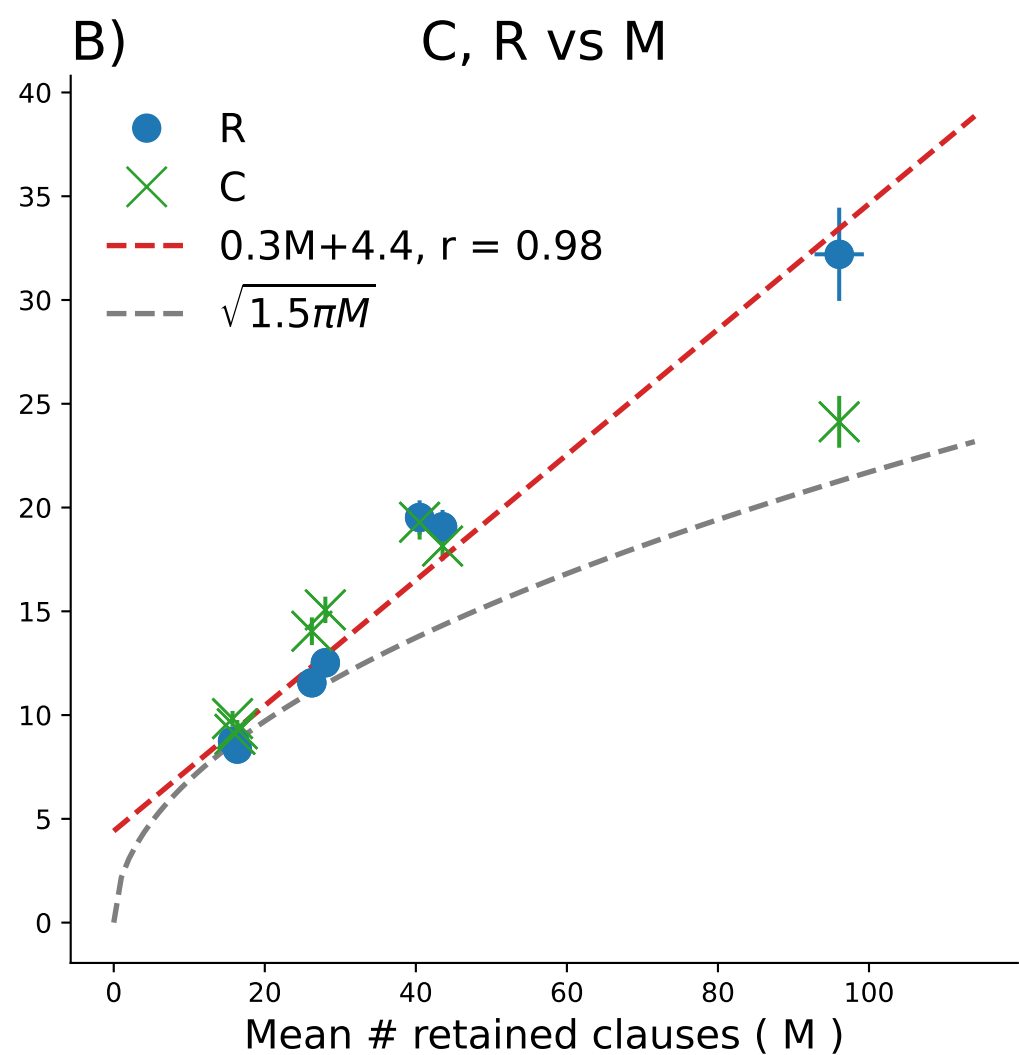 B)
C, R vs M
40
35
30
25
20
15
10
5
0
R
C
0.3M+4.4, r = 0.98
√1.5πM
0 20 40 60 80 100
Mean # retained clauses ( M )